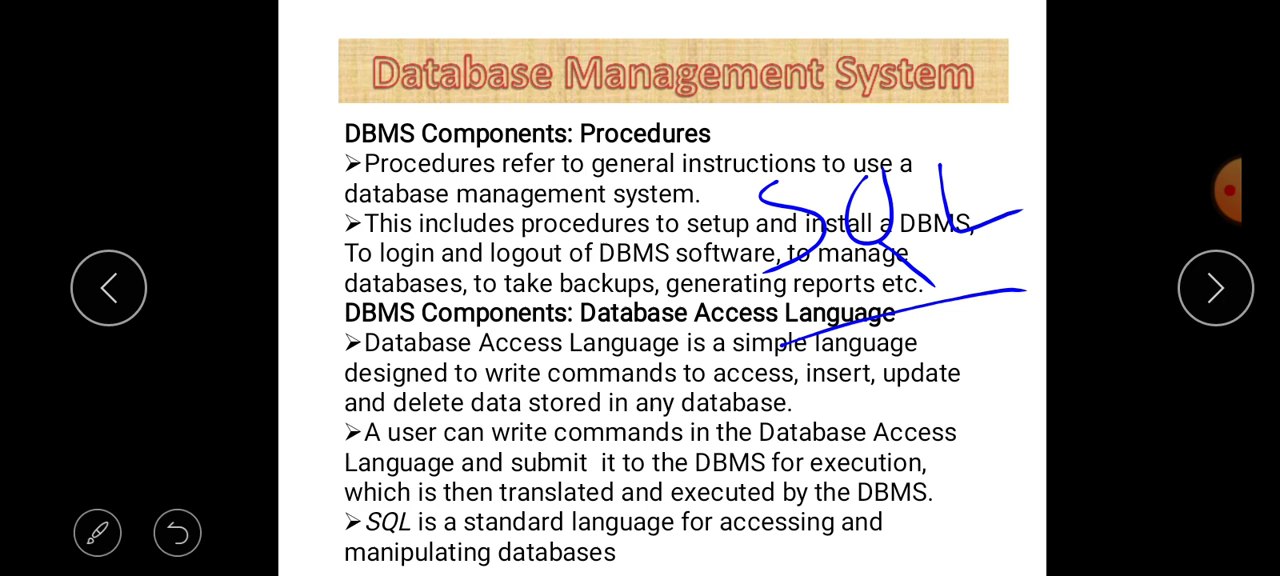 Database Management System
DBMS Components: Procedures
➢Procedures refer to general instructions to use a
database management system.
➢This includes procedures to setup and install a DBMS,
To login and logout of DBMS software, to manage
databases, to take backups, generating reports etc.
SQL
DBMS Components: Database Access Language
➢Database Access Language is a simple language
designed to write commands to access, insert, update
and delete data stored in any database.
➢A user can write commands in the Database Access
Language and submit  it to the DBMS for execution,
which is then translated and executed by the DBMS.
➢SQL is a standard language for accessing and
manipulating databases